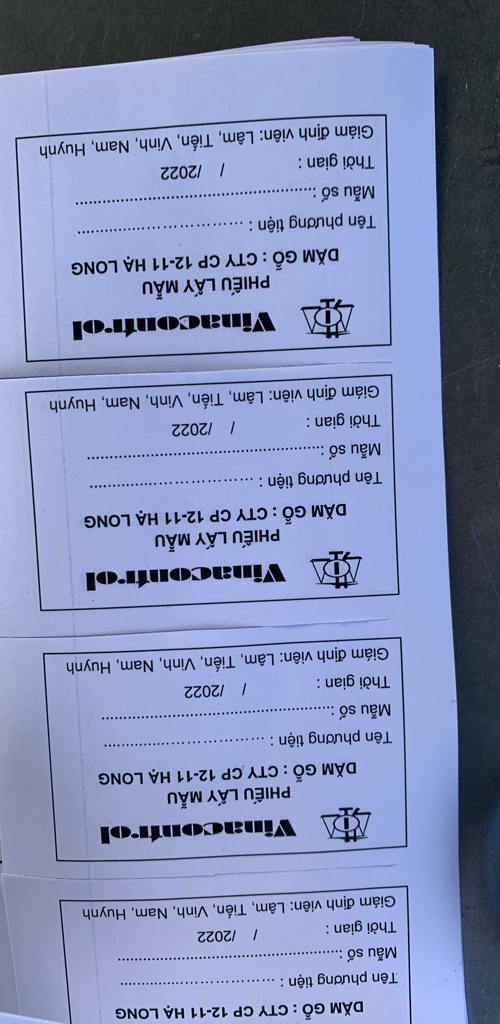 DĂM GỖ : CTY CP 12-11 HẠ LONG
Tên phương tiện : ..............................
Mẫu số :..............................................
Thời gian : / /2022
Giám định viên: Lâm, Tiến, Vinh, Nam, Huynh
Vinacontrol
PHIẾU LẤY MẪU
DĂM GỖ : CTY CP 12-11 HẠ LONG
Tên phương tiện : ..............................
Mẫu số :..............................................
Thời gian : / /2022
Giám định viên: Lâm, Tiến, Vinh, Nam, Huynh
Vinacontrol
PHIẾU LẤY MẪU
DĂM GỖ : CTY CP 12-11 HẠ LONG
Tên phương tiện : ..............................
Mẫu số :..............................................
Thời gian : / /2022
Giám định viên: Lâm, Tiến, Vinh, Nam, Huynh
Vinacontrol
PHIẾU LẤY MẪU
DĂM GỖ : CTY CP 12-11 HẠ LONG
Tên phương tiện : ..............................
Mẫu số :..............................................
Thời gian : / /2022
Giám định viên: Lâm, Tiến, Vinh, Nam, Huynh